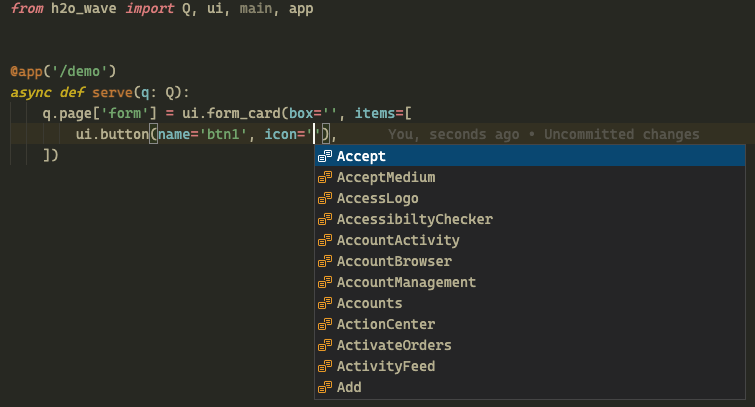 from h2o_wave import Q, ui, main, app
@app('/demo')
async def serve(q: Q):
q.page['form'] = ui.form_card(box='', items=[
ui.button(name='btn1', icon=''), You, seconds ago • Uncommitted changes
])
Accept
AcceptMedium
AccessLogo
AccessibiltyChecker
AccountActivity
AccountBrowser
AccountManagement
Accounts
ActionCenter
ActivateOrders
ActivityFeed
Add